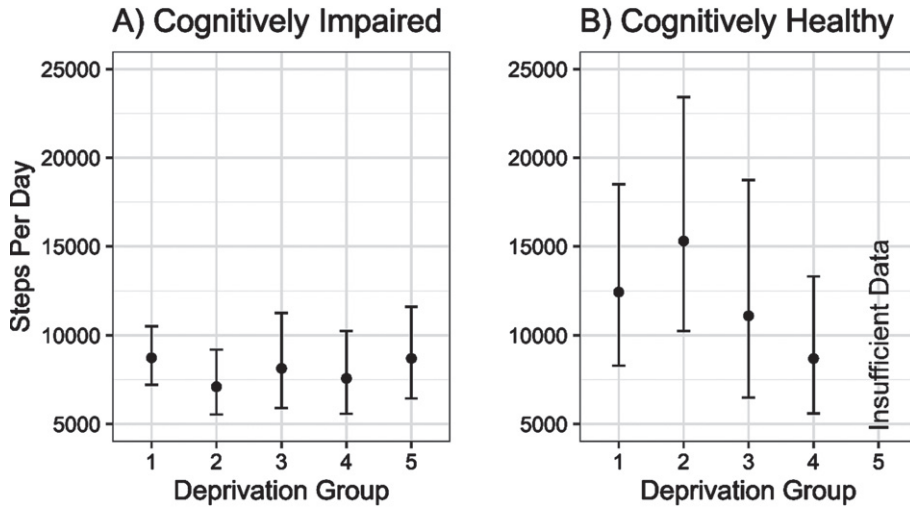 A) Cognitively Impaired
Steps Per Day
25000
20000
15000
10000
5000
1 2 3 4 5
Deprivation Group
B) Cognitively Healthy
25000
20000
15000
10000
5000
Insufficient Data
1 2 3 4 5
Deprivation Group